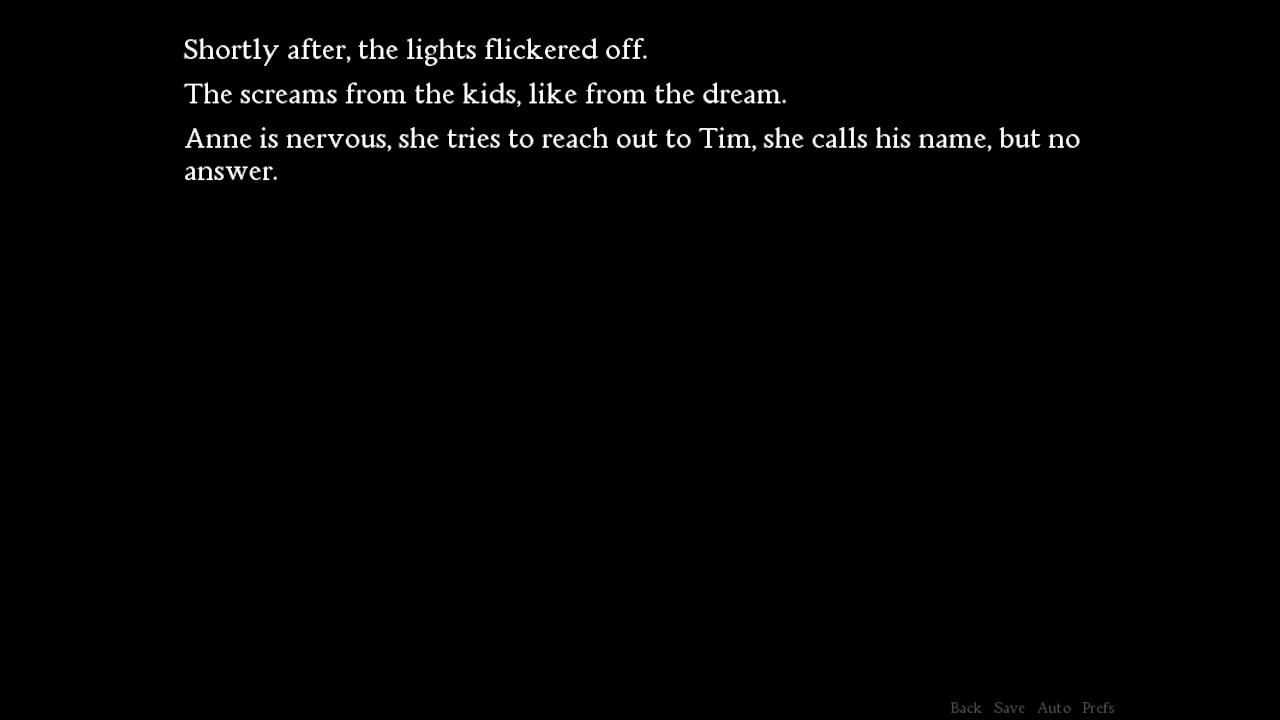 Shortly after, the lights flickered off.
The screams from the kids, like from the dream.
Anne is nervous, she tries to reach out to Tim, she calls his name, but no
answer.
Back Save Auto Prefs